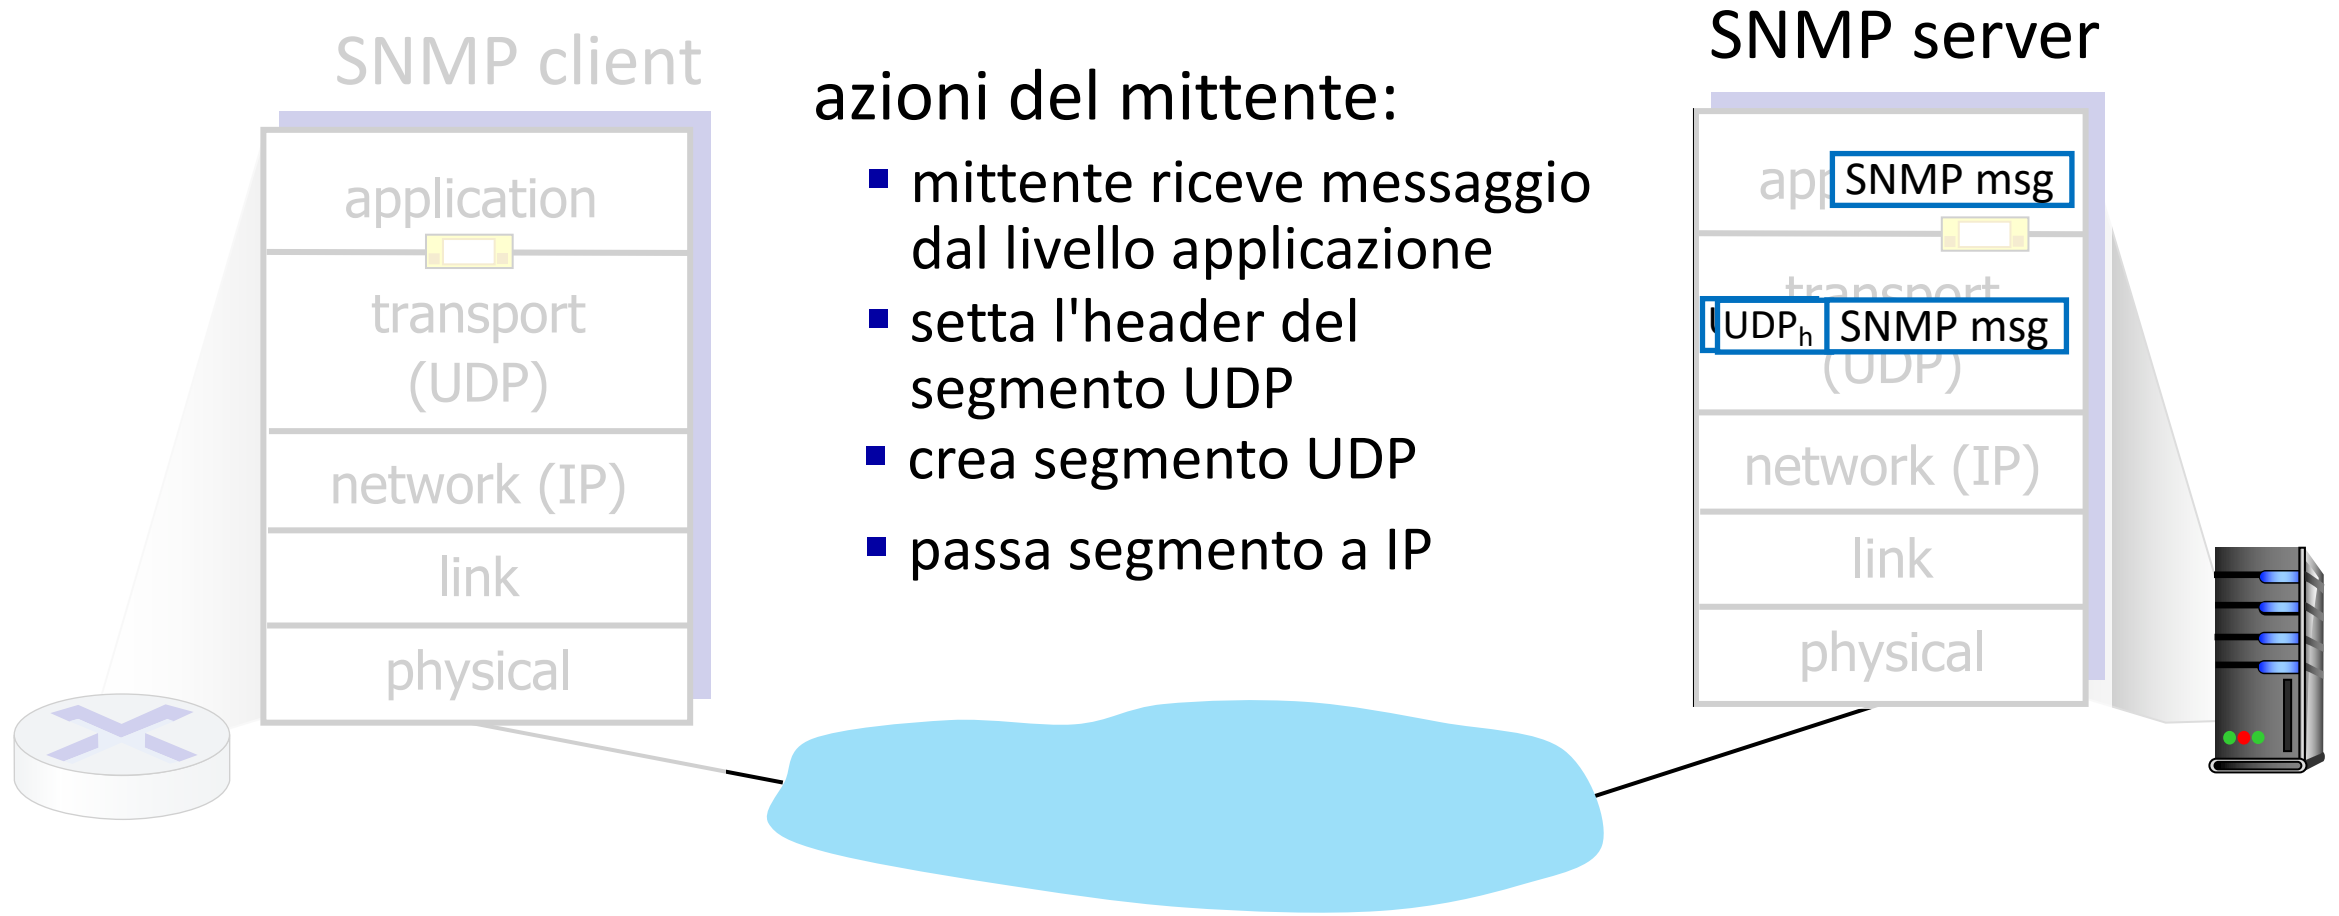 SNMP client
application
transport
(UDP)
network (IP)
link
physical
azioni del mittente:
mittente riceve messaggio
dal livello applicazione
setta l'header del
segmento UDP
crea segmento UDP
passa segmento a IP
SNMP server
SNMP msg
transport
UDPh SNMP msg
(UDP)
network (IP)
link
physical